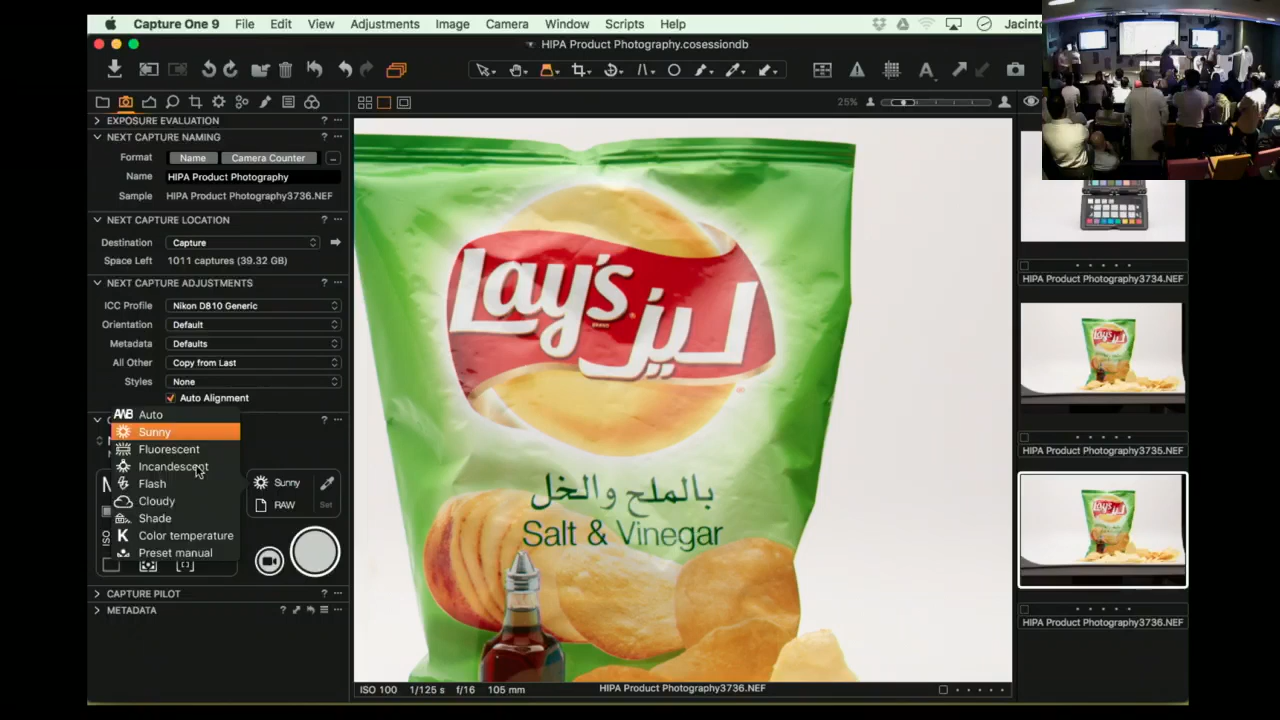 Capture One 9 File Edit View Adjustments Image Camera Window Scripts Help Jacinto
HIPA Product Photography.cosessiondb
25%
EXPOSURE EVALUATION ?
NEXT CAPTURE NAMING ?
Format Name Camera Counter ...
Name HIPA Product Photography
Sample HIPA Product Photography3736.NEF
NEXT CAPTURE LOCATION ?
Destination Capture
Space Left 1011 captures (39.32 GB)
NEXT CAPTURE ADJUSTMENTS ?
ICC Profile Nikon D810 Generic
Orientation Default
Metadata Defaults
All Other Copy from Last
Styles None
Auto Alignment
AWB Auto
Sunny
Fluorescent
Incandescent
Flash
Cloudy
Shade
K Color temperature
Preset manual
Sunny
RAW Set
ISO
CAPTURE PILOT ?
METADATA ?
Lay's ليز
بالملح والخل
Salt & Vinegar
ISO 100 1/125 s f/16 105 mm HIPA Product Photography3736.NEF
HIPA Product Photography3734.NEF
HIPA Product Photography3735.NEF
HIPA Product Photography3736.NEF